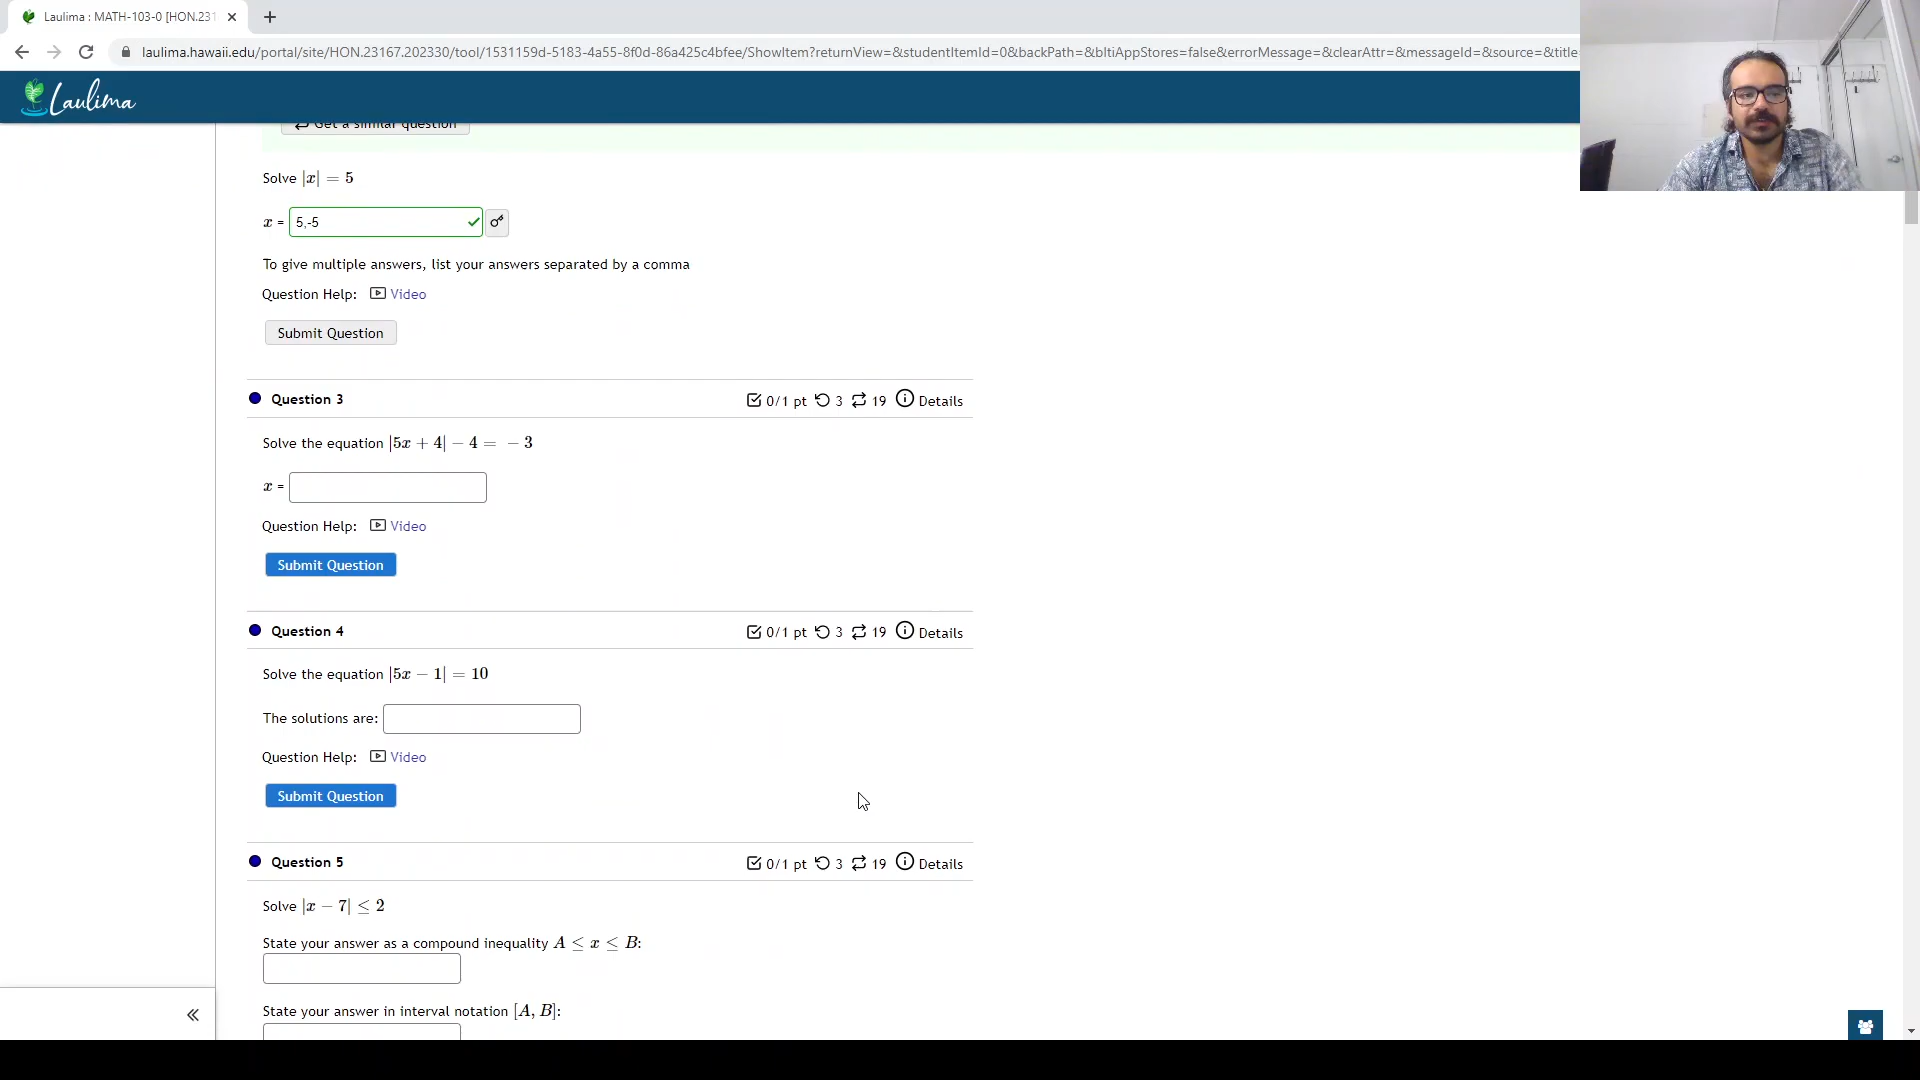 Laulima : MATH-103-0 [HON.231
laulima.hawaii.edu/portal/site/HON.23167.202330/tool/1531159d-5183-4a55-8f0d-86a425c4bfee/ShowItem?returnView=&studentItemId=0&backPath=&bltiAppStores=false&errorMessage=&clearAttr=&messageId=&source=&title=
Laulima
Get a similar question
Solve |x| = 5
x = 5,-5
To give multiple answers, list your answers separated by a comma
Question Help: Video
Submit Question
Question 3 0/1 pt 3 19 Details
Solve the equation |5x + 4| − 4 = − 3
x =
Question Help: Video
Submit Question
Question 4 0/1 pt 3 19 Details
Solve the equation |5x − 1| = 10
The solutions are:
Question Help: Video
Submit Question
Question 5 0/1 pt 3 19 Details
Solve |x − 7| ≤ 2
State your answer as a compound inequality A ≤ x ≤ B:
State your answer in interval notation [A, B]: